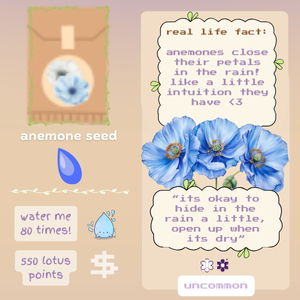 anemone seed
water me
80 times!
550 lotus
points
$
real life fact:
anemones close
their petals
in the rain!
like a little
intuition they
have <3
"its okay to
hide in the
rain a little,
open up when
its dry"
uncommon